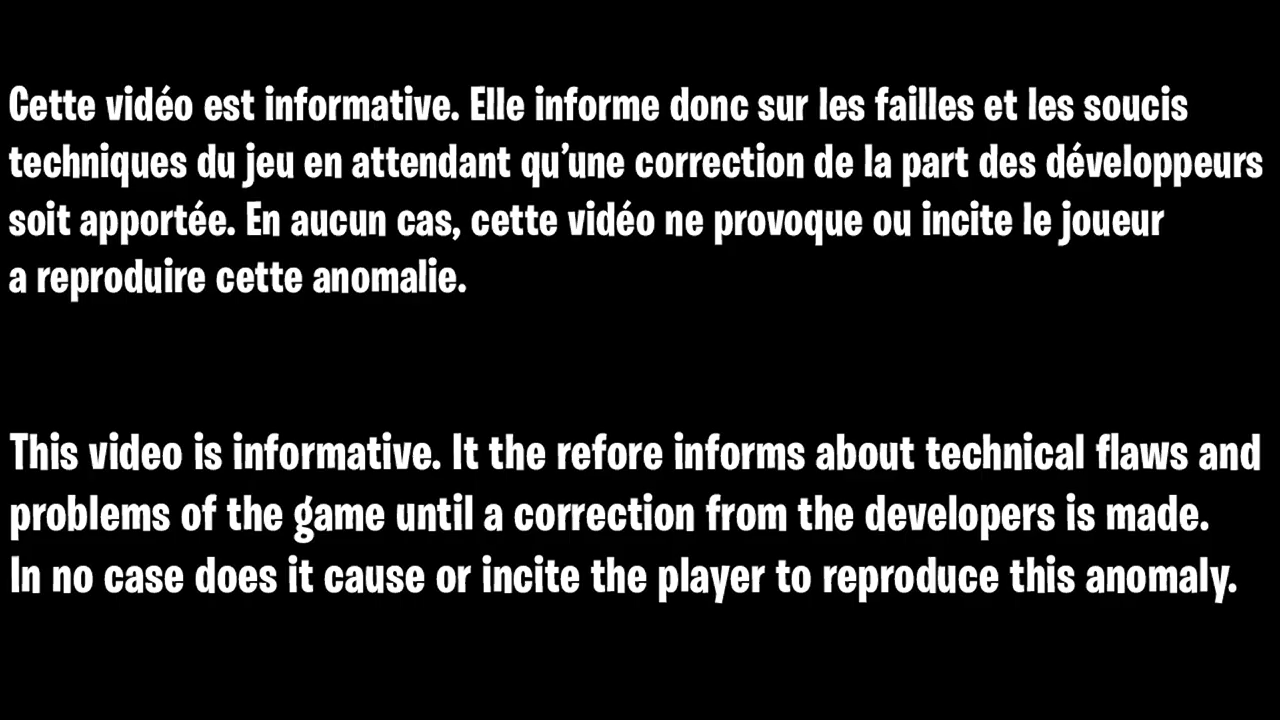 Cette vidéo est informative. Elle informe donc sur les failles et les soucis
techniques du jeu en attendant qu’une correction de la part des développeurs
soit apportée. En aucun cas, cette vidéo ne provoque ou incite le joueur
a reproduire cette anomalie.
This video is informative. It the refore informs about technical flaws and
problems of the game until a correction from the developers is made.
In no case does it cause or incite the player to reproduce this anomaly.